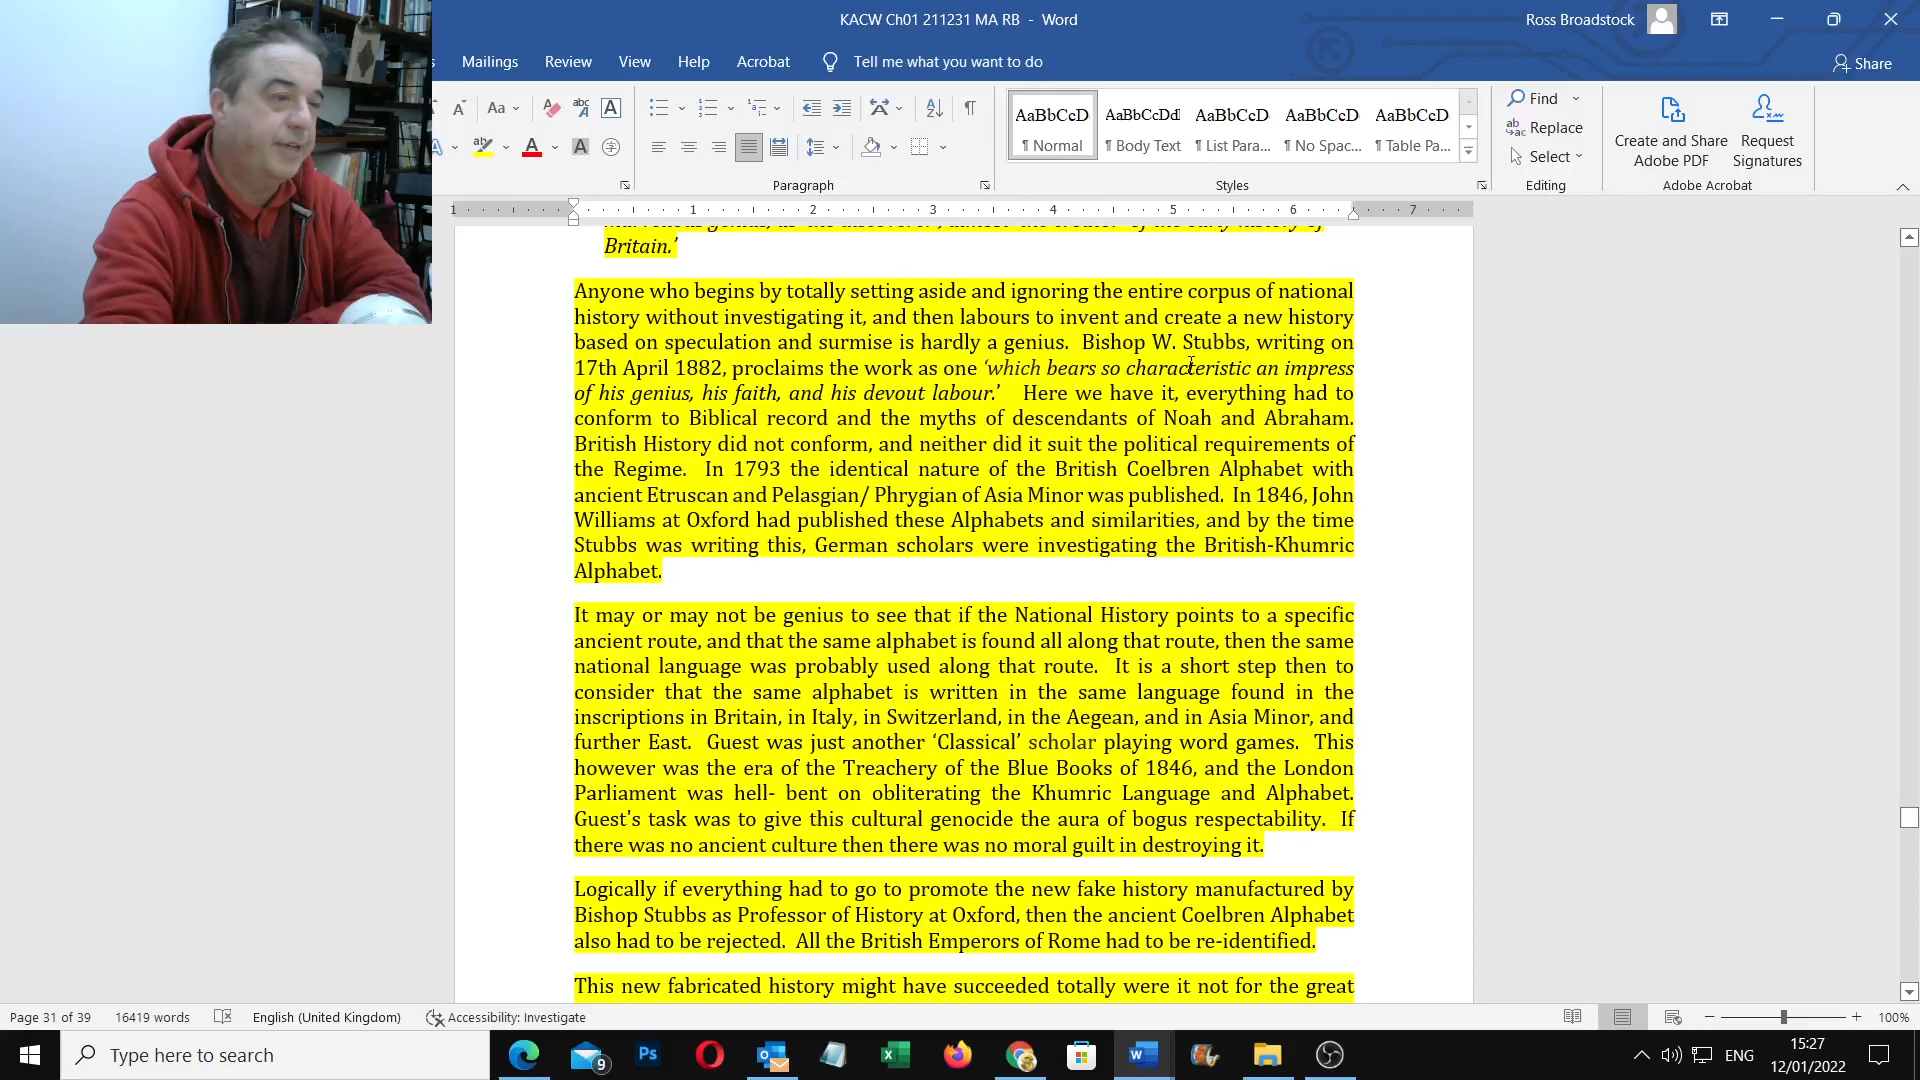 KACW Ch01 211231 MA RB - Word
Ross Broadstock
Mailings Review View Help Acrobat Tell me what you want to do
Share
Aa
AaBbCcD AaBbCcDdI AaBbCcD AaBbCcD AaBbCcD
¶ Normal ¶ Body Text ¶ List Para... ¶ No Spac... ¶ Table Pa...
Find
Replace
Select
Create and Share Adobe PDF
Request Signatures
Paragraph Styles Editing Adobe Acrobat
1 1 2 3 4 5 6 7
Britain.’
Anyone who begins by totally setting aside and ignoring the entire corpus of national
history without investigating it, and then labours to invent and create a new history
based on speculation and surmise is hardly a genius. Bishop W. Stubbs, writing on
17th April 1882, proclaims the work as one ‘which bears so characteristic an impress
of his genius, his faith, and his devout labour.’ Here we have it, everything had to
conform to Biblical record and the myths of descendants of Noah and Abraham.
British History did not conform, and neither did it suit the political requirements of
the Regime. In 1793 the identical nature of the British Coelbren Alphabet with
ancient Etruscan and Pelasgian/ Phrygian of Asia Minor was published. In 1846, John
Williams at Oxford had published these Alphabets and similarities, and by the time
Stubbs was writing this, German scholars were investigating the British-Khumric
Alphabet.
It may or may not be genius to see that if the National History points to a specific
ancient route, and that the same alphabet is found all along that route, then the same
national language was probably used along that route. It is a short step then to
consider that the same alphabet is written in the same language found in the
inscriptions in Britain, in Italy, in Switzerland, in the Aegean, and in Asia Minor, and
further East. Guest was just another ‘Classical’ scholar playing word games. This
however was the era of the Treachery of the Blue Books of 1846, and the London
Parliament was hell- bent on obliterating the Khumric Language and Alphabet.
Guest's task was to give this cultural genocide the aura of bogus respectability. If
there was no ancient culture then there was no moral guilt in destroying it.
Logically if everything had to go to promote the new fake history manufactured by
Bishop Stubbs as Professor of History at Oxford, then the ancient Coelbren Alphabet
also had to be rejected. All the British Emperors of Rome had to be re-identified.
This new fabricated history might have succeeded totally were it not for the great
Page 31 of 39 16419 words English (United Kingdom) Accessibility: Investigate 100%
Type here to search
9
Ps
ENG
15:27
12/01/2022